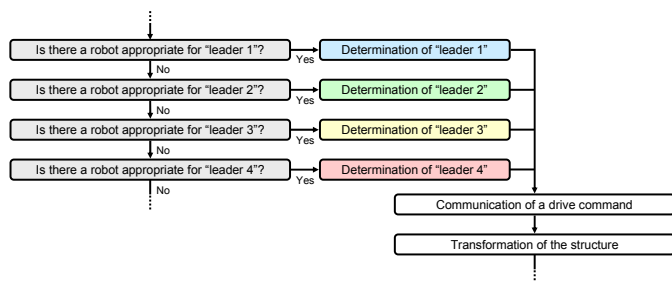 Is there a robot appropriate for “leader 1”?
Yes
Determination of “leader 1”
No
Is there a robot appropriate for “leader 2”?
Yes
Determination of “leader 2”
No
Is there a robot appropriate for “leader 3”?
Yes
Determination of “leader 3”
No
Is there a robot appropriate for “leader 4”?
Yes
Determination of “leader 4”
No
Communication of a drive command
Transformation of the structure